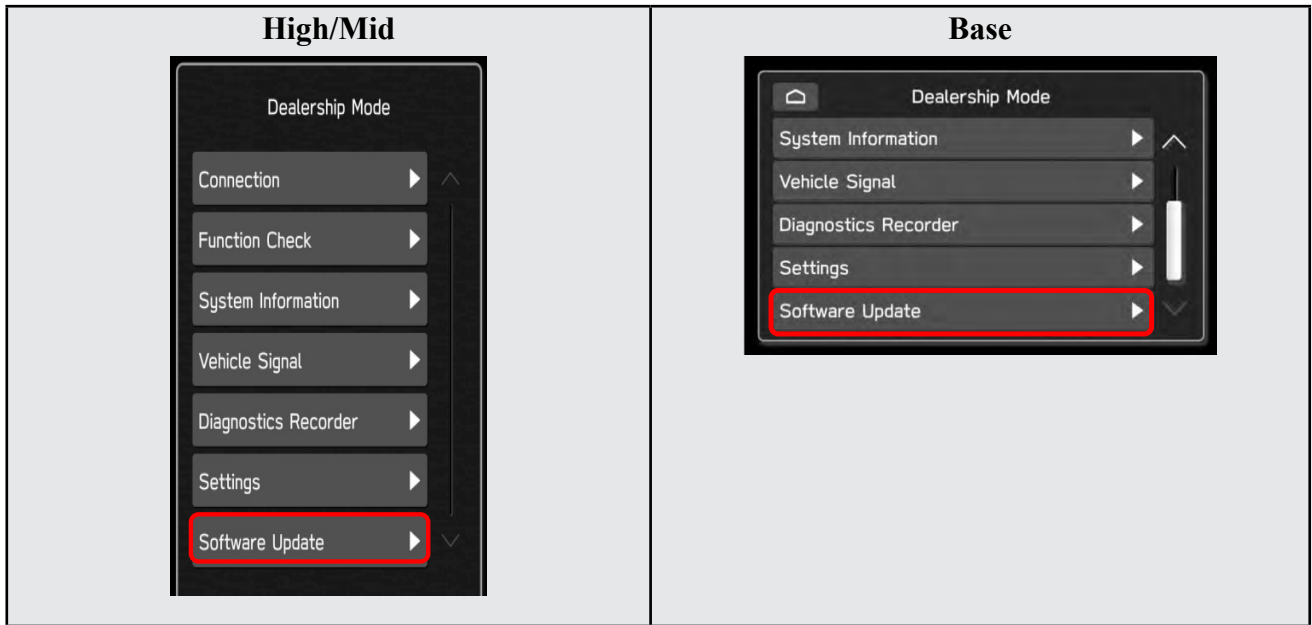 High/Mid
Dealership Mode
Connection
Function Check
System Information
Vehicle Signal
Diagnostics Recorder
Settings
Software Update
Base
Dealership Mode
System Information
Vehicle Signal
Diagnostics Recorder
Settings
Software Update